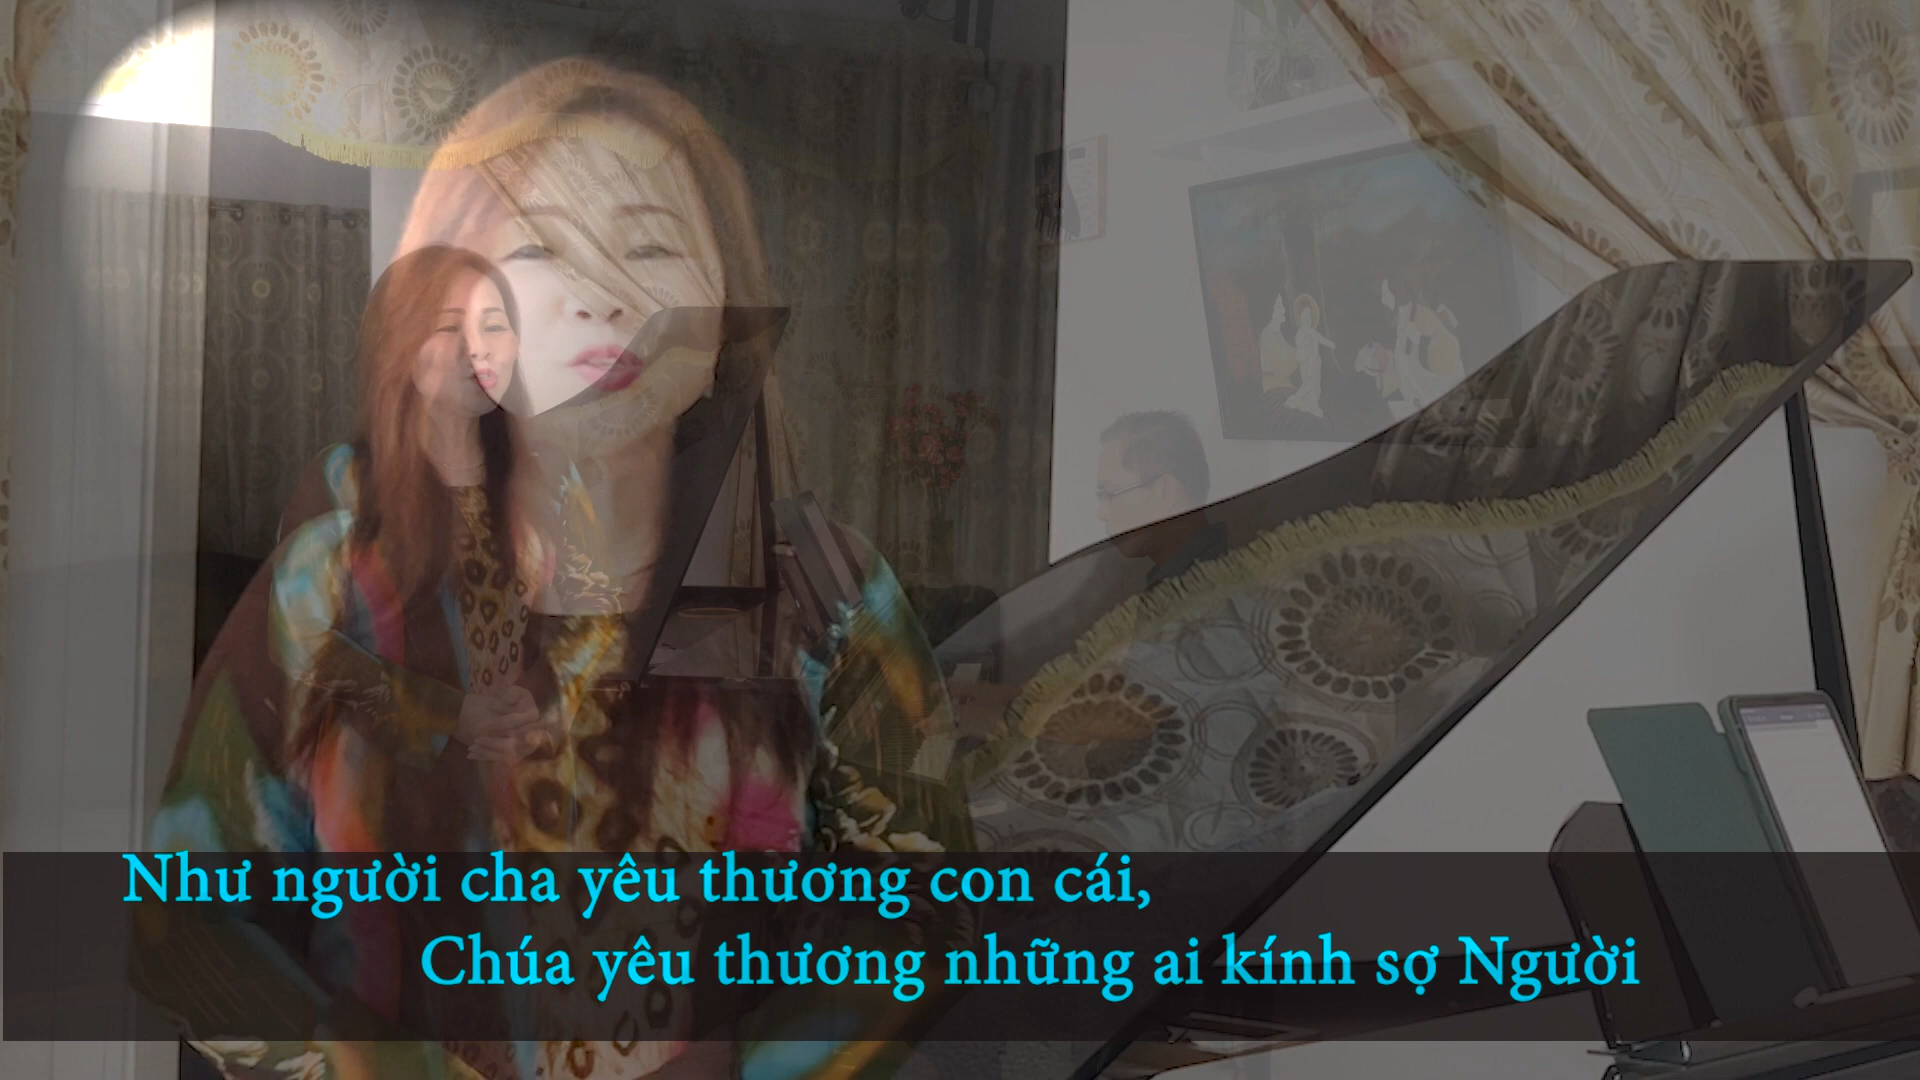 Như người cha yêu thương con cái,
Chúa yêu thương những ai kính sợ Người